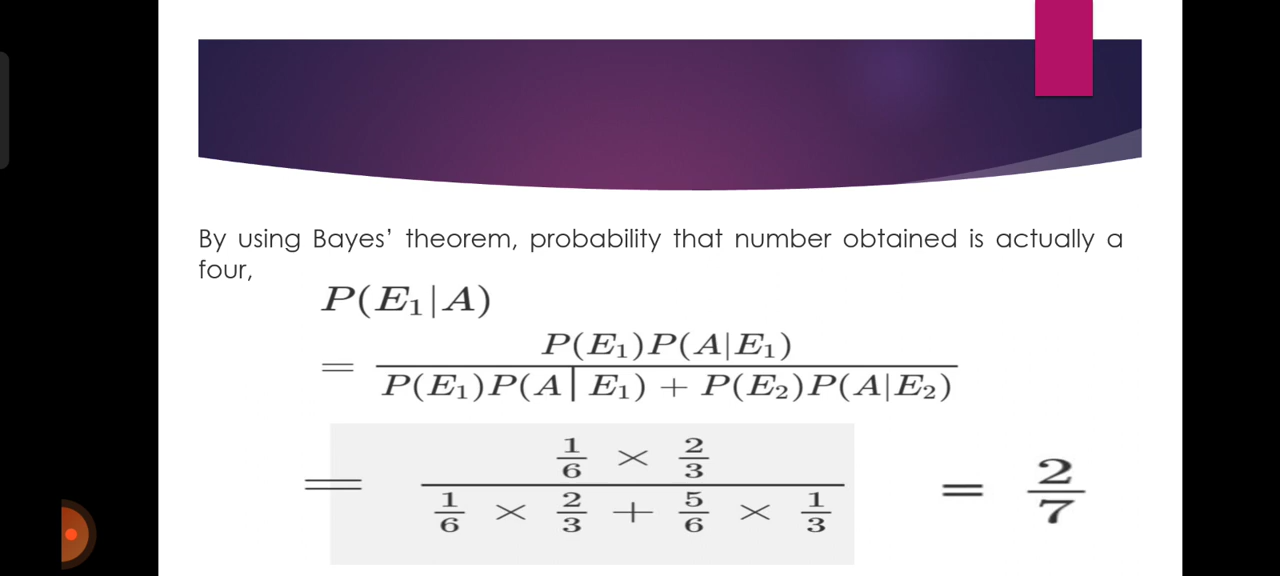 By using Bayes’ theorem, probability that number obtained is actually a
four,
P(E₁|A)
= P(E₁)P(A|E₁) / P(E₁)P(A| E₁) + P(E₂)P(A|E₂)
= 1/6 × 2/3 / 1/6 × 2/3 + 5/6 × 1/3 = 2/7